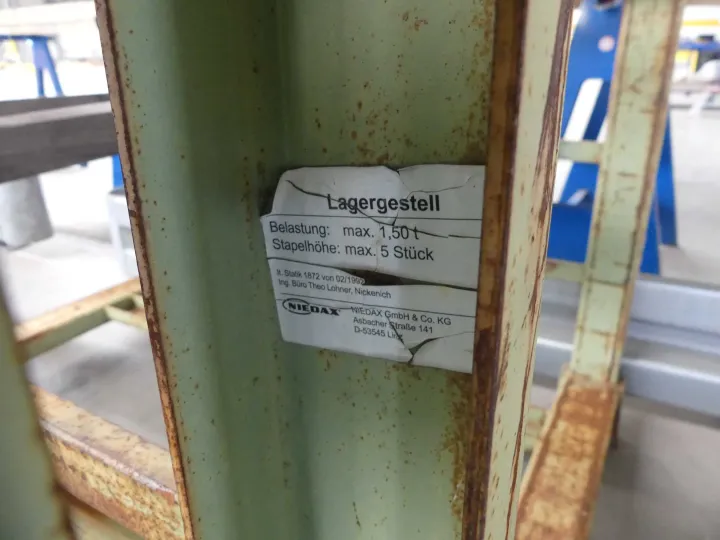 Lagergestell
Belastung: max. 1,50 t
Stapelhöhe: max. 5 Stück
lt. Statik 1872 von 02/1992
Ing. Büro Theo Lohner, Nickenich
NIEDAX
NIEDAX GmbH & Co. KG
Asbacher Straße 141
D-53545 Linz